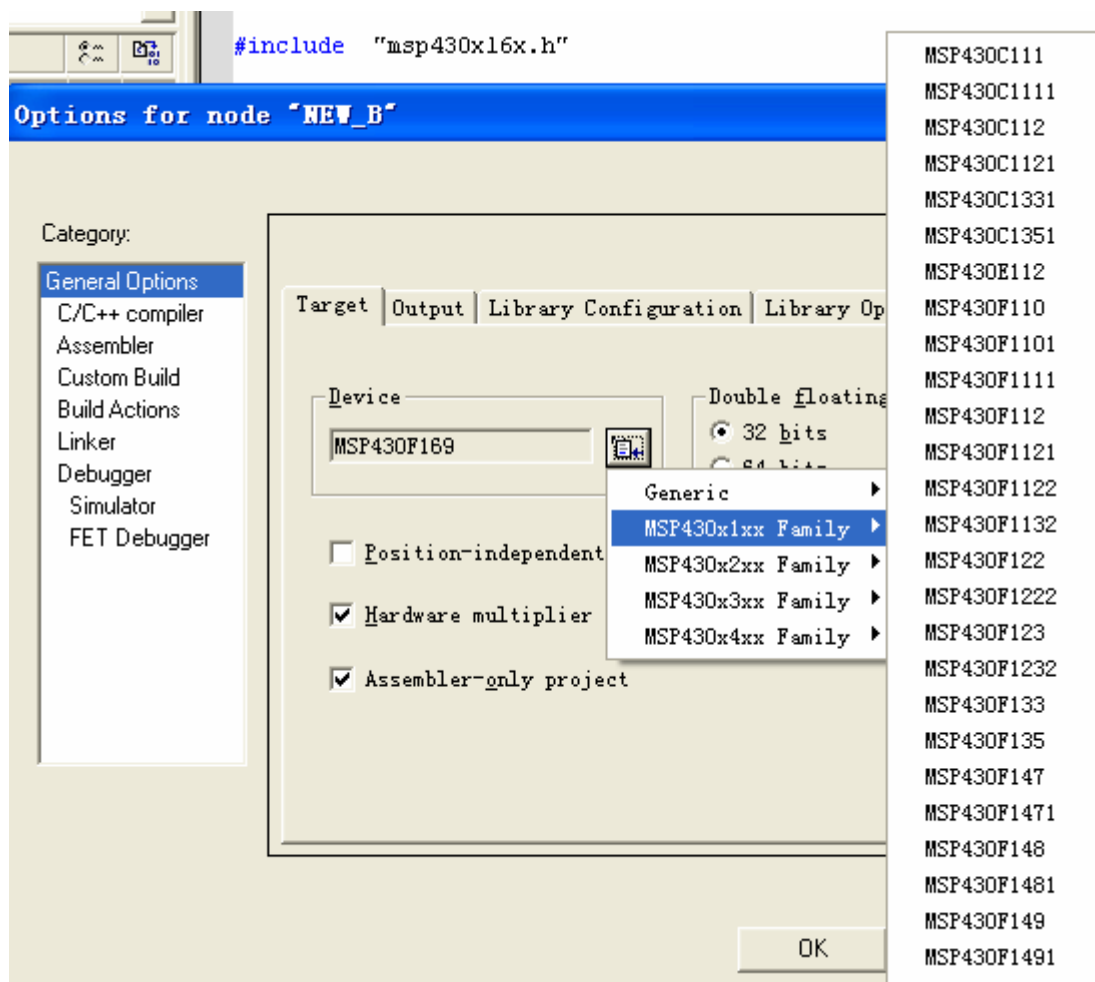 #include "msp430x16x.h"
Options for node "NEW_B"
Category:
General Options
C/C++ compiler
Assembler
Custom Build
Build Actions
Linker
Debugger
Simulator
FET Debugger
Target Output Library Configuration Library Op
Device
MSP430F169
Double floating
32 bits
64 bits
Generic
MSP430x1xx Family
MSP430x2xx Family
MSP430x3xx Family
MSP430x4xx Family
Position-independent
Hardware multiplier
Assembler-only project
OK
MSP430C111
MSP430C1111
MSP430C112
MSP430C1121
MSP430C1331
MSP430C1351
MSP430E112
MSP430F110
MSP430F1101
MSP430F1111
MSP430F112
MSP430F1121
MSP430F1122
MSP430F1132
MSP430F122
MSP430F1222
MSP430F123
MSP430F1232
MSP430F133
MSP430F135
MSP430F147
MSP430F1471
MSP430F148
MSP430F1481
MSP430F149
MSP430F1491